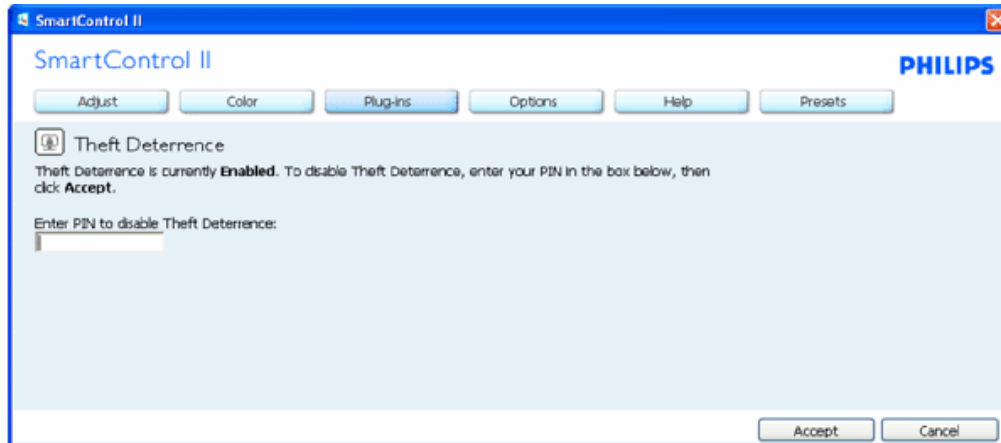 SmartControl II
SmartControl II
PHILIPS
Adjust Color Plug-ins Options Help Presets
Theft Deterrence
Theft Deterrence is currently Enabled. To disable Theft Deterrence, enter your PIN in the box below, then
click Accept.
Enter PIN to disable Theft Deterrence:
Accept Cancel